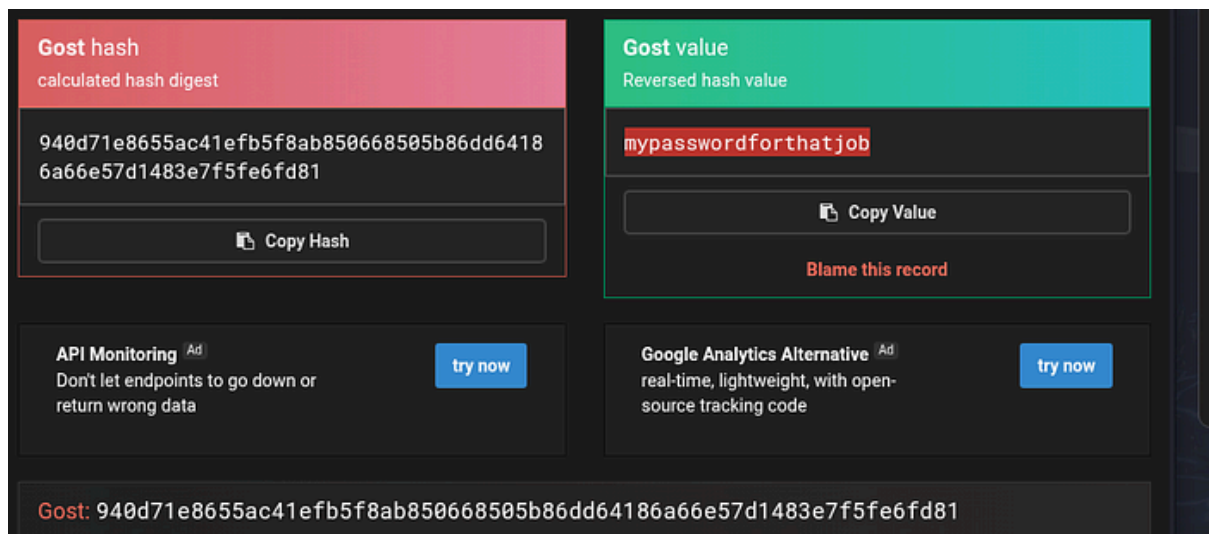 Gost hash
calculated hash digest
940d71e8655ac41efb5f8ab850668505b86dd6418
6a66e57d1483e7f5fe6fd81
Copy Hash
Gost value
Reversed hash value
mypasswordforthatjob
Copy Value
Blame this record
API Monitoring Ad
Don't let endpoints to go down or
return wrong data
try now
Google Analytics Alternative Ad
real-time, lightweight, with open-
source tracking code
try now
Gost: 940d71e8655ac41efb5f8ab850668505b86dd64186a66e57d1483e7f5fe6fd81